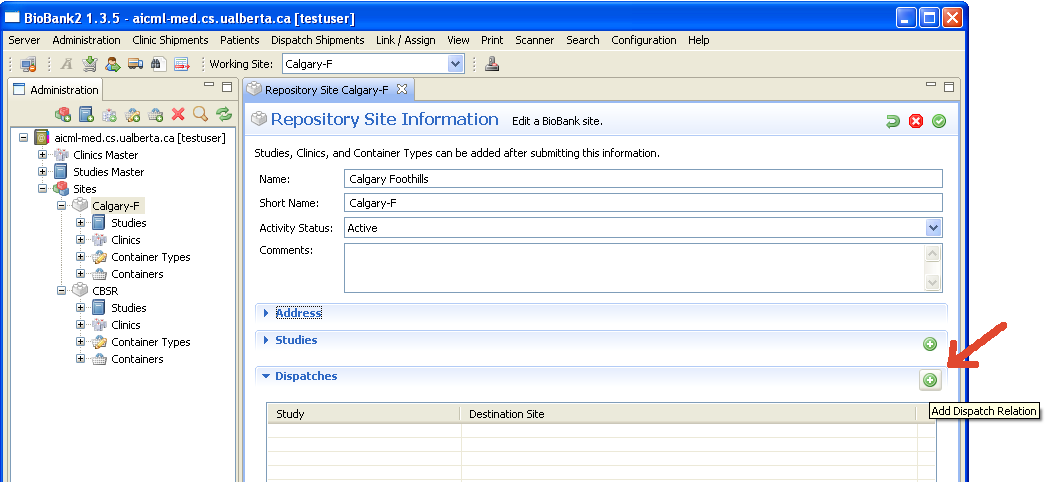 BioBank2 1.3.5 - aicml-med.cs.ualberta.ca [testuser]
Server Administration Clinic Shipments Patients Dispatch Shipments Link / Assign View Print Scanner Search Configuration Help
Working Site: Calgary-F
Administration
aicml-med.cs.ualberta.ca [testuser]
Clinics Master
Studies Master
Sites
Calgary-F
Studies
Clinics
Container Types
Containers
CBSR
Studies
Clinics
Container Types
Containers
Repository Site Calgary-F
Repository Site Information Edit a BioBank site.
Studies, Clinics, and Container Types can be added after submitting this information.
Name: Calgary Foothills
Short Name: Calgary-F
Activity Status: Active
Comments:
Address
Studies
Dispatches
Add Dispatch Relation
Study Destination Site